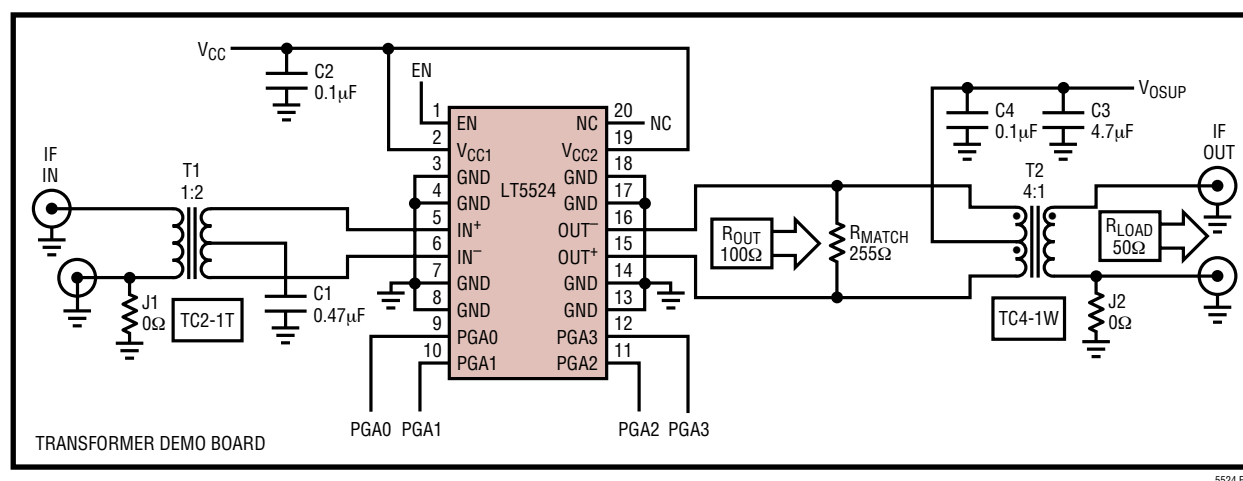 VCC
C2
0.1µF
EN
1
EN
2
VCC1
3
GND
4
GND
5
IN+
6
IN−
7
GND
8
GND
9
PGA0
10
PGA1
LT5524
20
NC
NC
19
VCC2
18
GND
17
GND
16
OUT−
15
OUT+
14
GND
13
GND
12
PGA3
11
PGA2
IF
IN
T1
1:2
J1
0Ω
TC2-1T
C1
0.47µF
PGA0 PGA1
PGA2 PGA3
ROUT
100Ω
RMATCH
255Ω
C4
0.1µF
C3
4.7µF
VOSUP
T2
4:1
IF
OUT
RLOAD
50Ω
TC4-1W
J2
0Ω
TRANSFORMER DEMO BOARD
5524